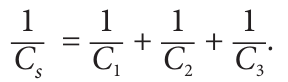 1/C_s = 1/C_1 + 1/C_2 + 1/C_3.